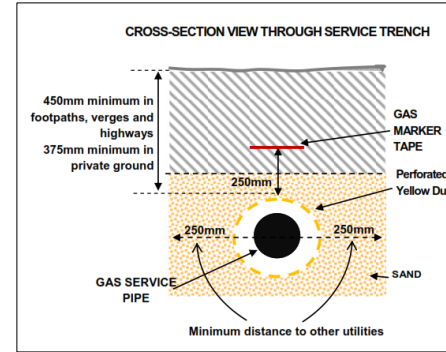 CROSS-SECTION VIEW THROUGH SERVICE TRENCH
450mm minimum in
footpaths, verges and
highways
375mm minimum in
private ground
GAS
MARKER
TAPE
250mm
Perforated
Yellow Du
250mm
250mm
GAS SERVICE
PIPE
SAND
Minimum distance to other utilities